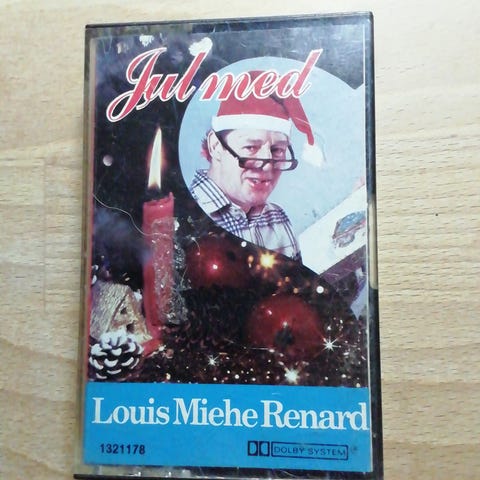 Jul med
Louis Miehe Renard
1321178
DOLBY SYSTEM